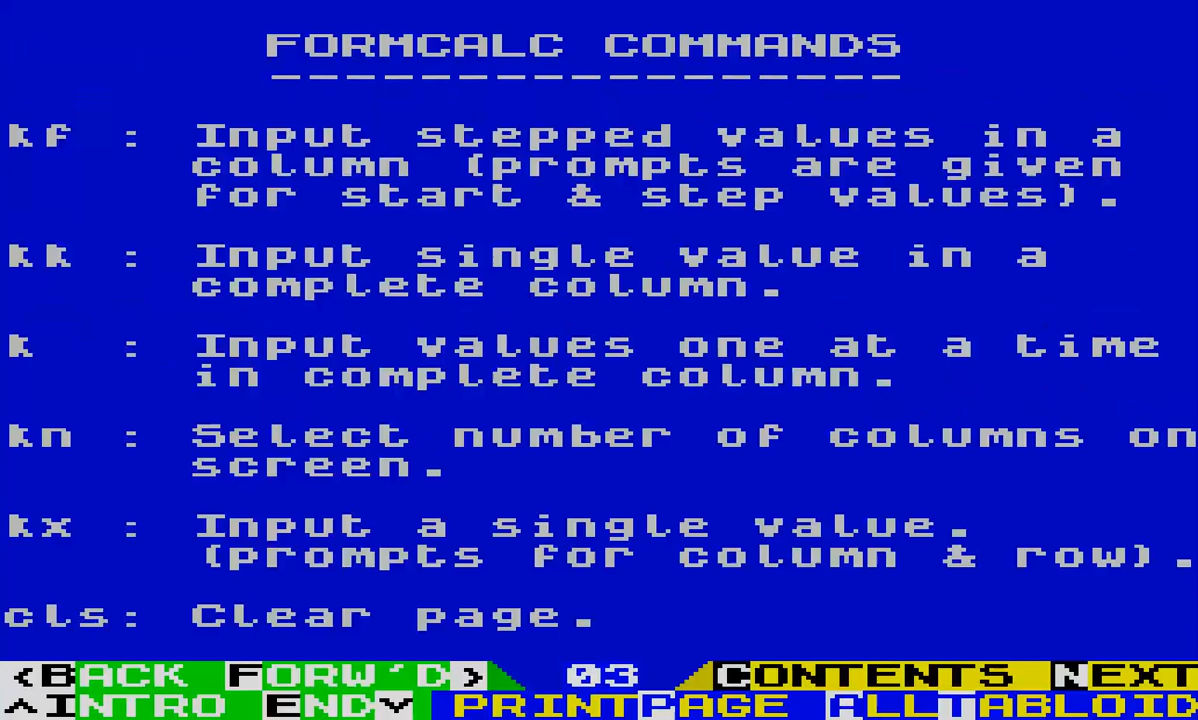 FORMCALC COMMANDS
-----------------
kf : Input stepped values in a
column (prompts are given
for start & step values).
kk : Input single value in a
complete column.
k : Input values one at a time
in complete column.
kn : Select number of columns on
screen.
kx : Input a single value.
(prompts for column & row).
cls: Clear page.
<BACK FORW'D> 03 CONTENTS NEXT
^INTRO ENDv PRINTPAGE ALLTABLOID